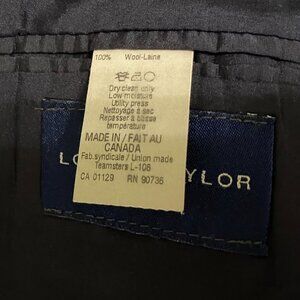 100% Wool-Laine
Dry clean only
Low moisture
Utility press
Nettoyage a sec
Repasser a basse
température
MADE IN / FAIT AU
CANADA
Fab. syndicale / Union made
Teamsters L-106
CA 01129 RN 90736
LO YLOR